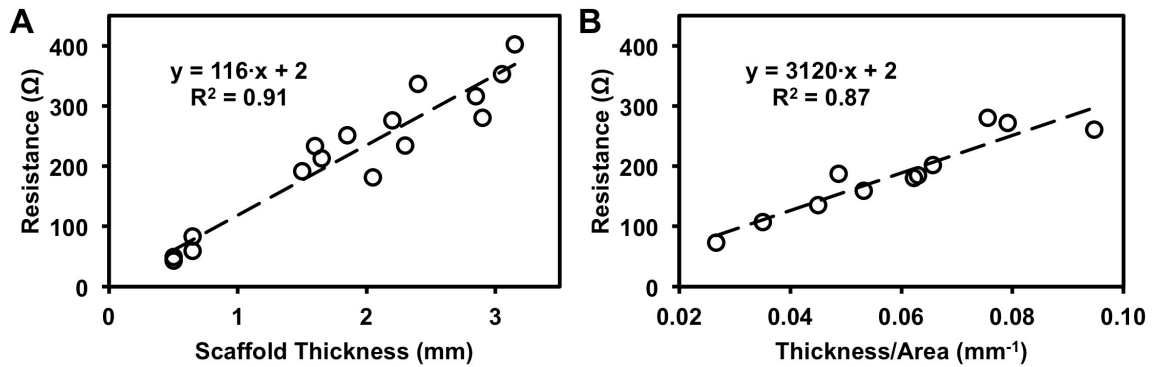 A
Resistance (Ω)
400
300
200
100
0
y = 116·x + 2
R² = 0.91
0 1 2 3
Scaffold Thickness (mm)
B
Resistance (Ω)
400
300
200
100
0
y = 3120·x + 2
R² = 0.87
0.02 0.04 0.06 0.08 0.10
Thickness/Area (mm⁻¹)